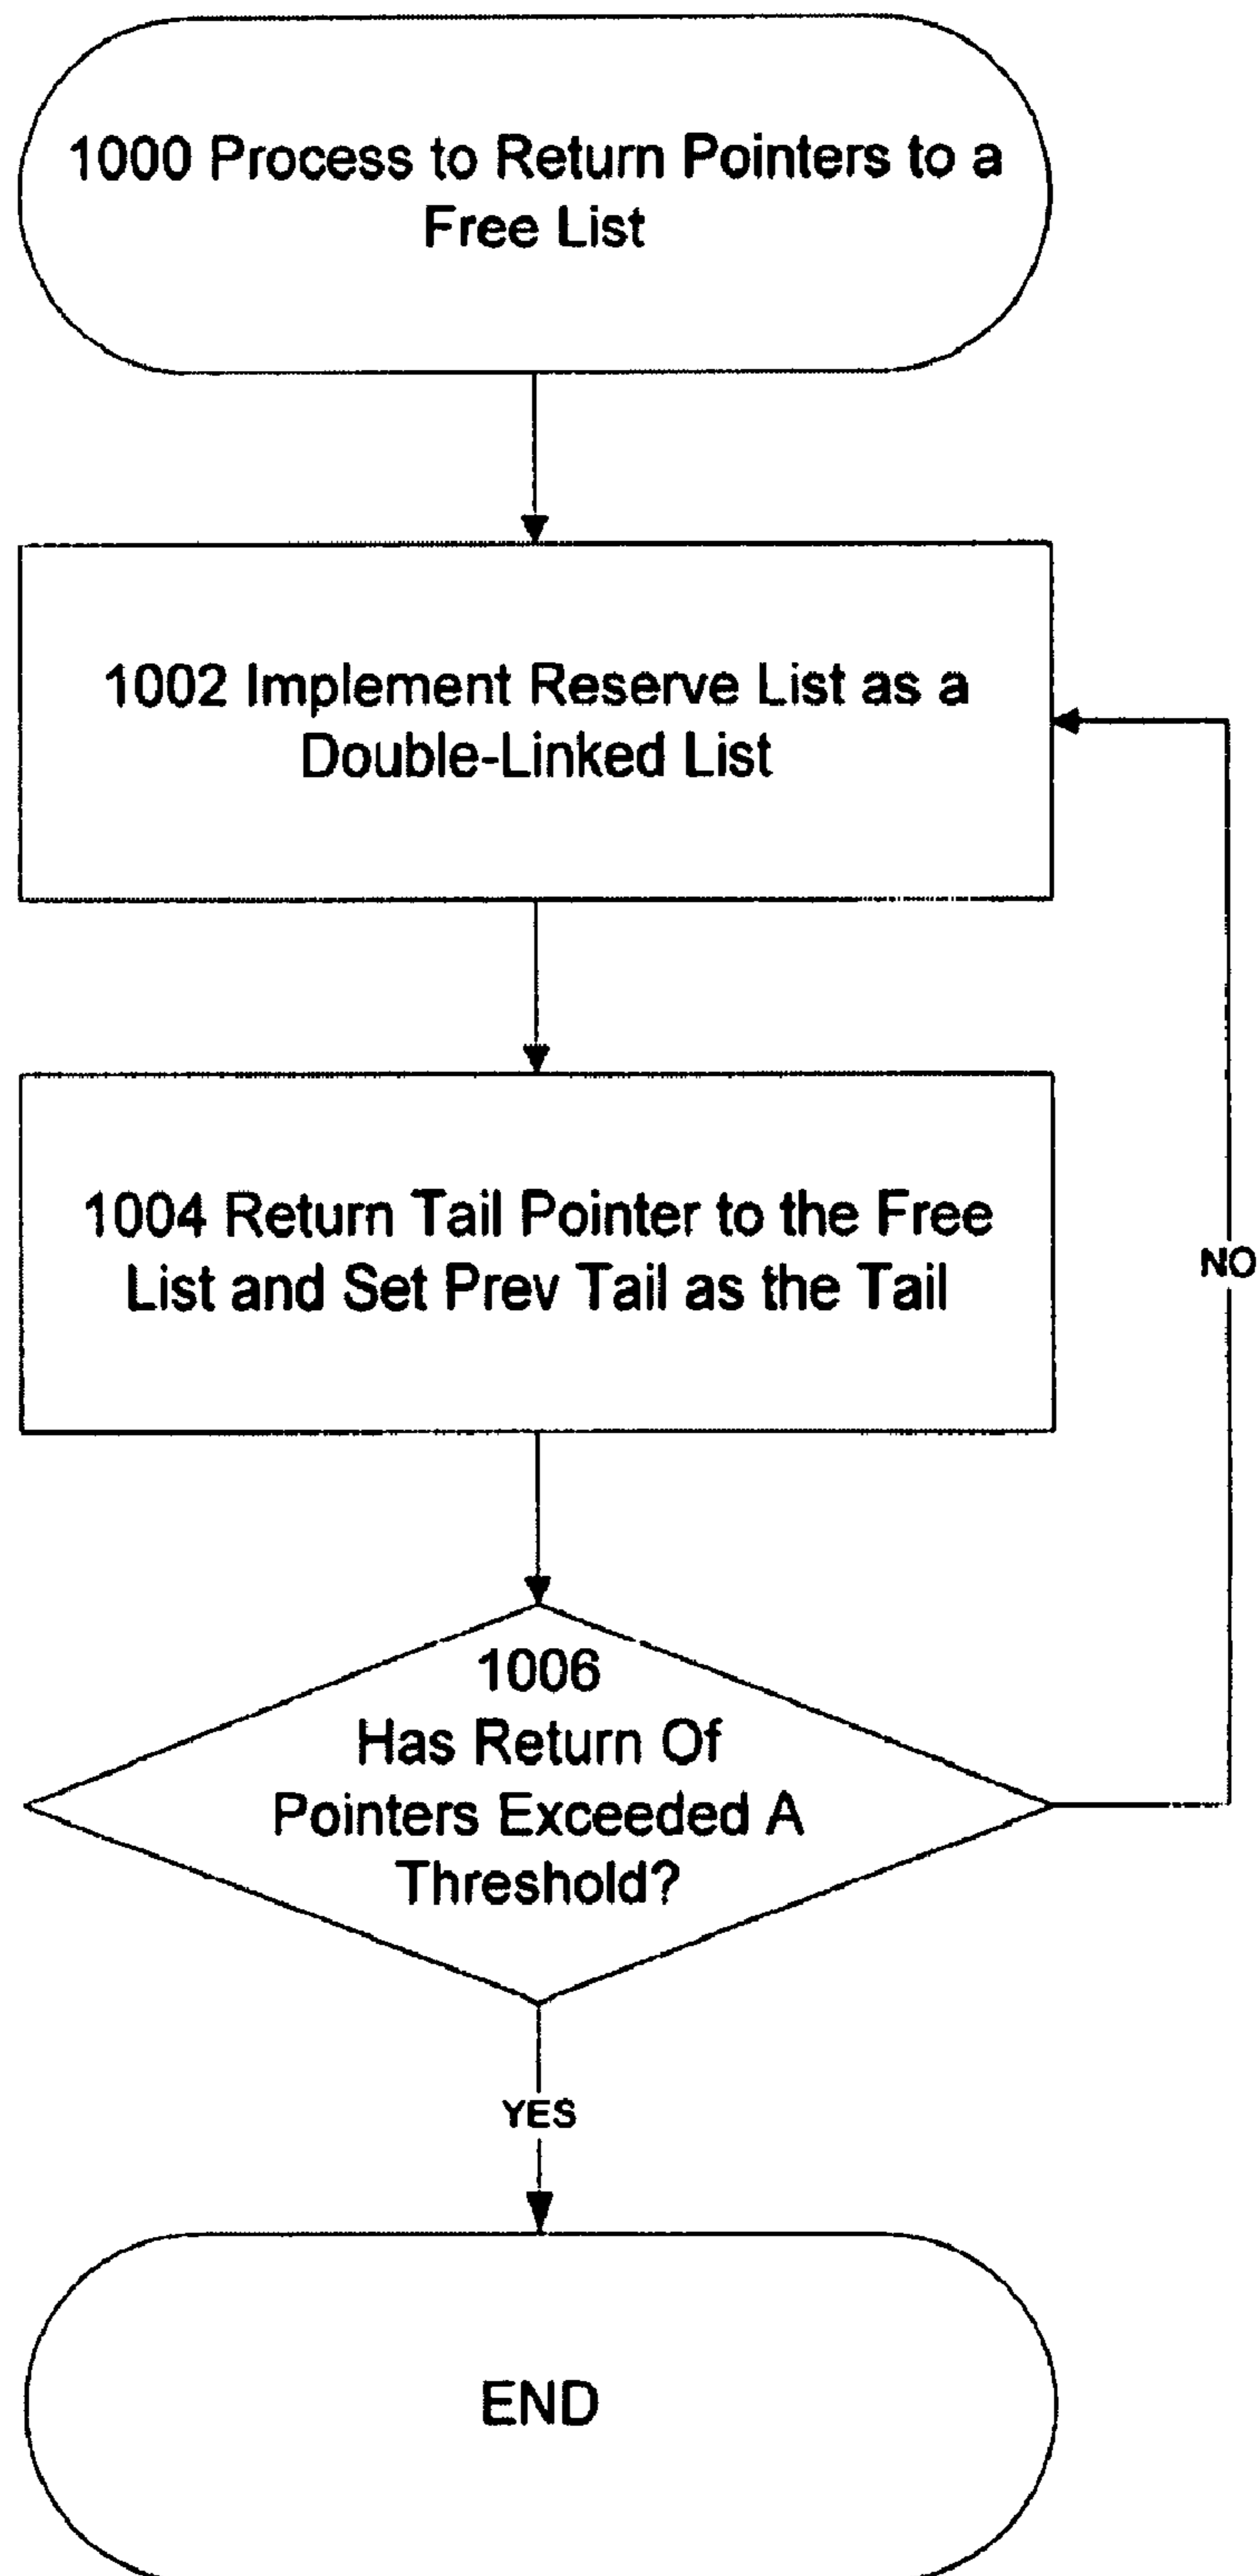 1000 Process to Return Pointers to a
Free List
1002 Implement Reserve List as a
Double-Linked List
1004 Return Tail Pointer to the Free
List and Set Prev Tail as the Tail
NO
1006
Has Return Of
Pointers Exceeded A
Threshold?
YES
END